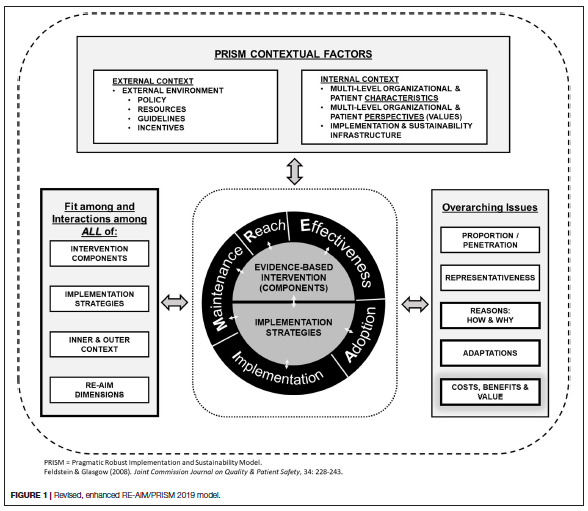 PRISM CONTEXTUAL FACTORS
EXTERNAL CONTEXT
• EXTERNAL ENVIRONMENT
• POLICY
• RESOURCES
• GUIDELINES
• INCENTIVES
INTERNAL CONTEXT
• MULTI-LEVEL ORGANIZATIONAL &
PATIENT CHARACTERISTICS
• MULTI-LEVEL ORGANIZATIONAL &
PATIENT PERSPECTIVES (VALUES)
• IMPLEMENTATION & SUSTAINABILITY
INFRASTRUCTURE
Fit among and
Interactions among
ALL of:
INTERVENTION
COMPONENTS
IMPLEMENTATION
STRATEGIES
INNER & OUTER
CONTEXT
RE-AIM
DIMENSIONS
Reach
Effectiveness
Adoption
Implementation
Maintenance
EVIDENCE-BASED
INTERVENTION
(COMPONENTS)
IMPLEMENTATION
STRATEGIES
Overarching Issues
PROPORTION /
PENETRATION
REPRESENTATIVENESS
REASONS:
HOW & WHY
ADAPTATIONS
COSTS, BENEFITS &
VALUE
PRISM = Pragmatic Robust Implementation and Sustainability Model.
Feldstein & Glasgow (2008). Joint Commission Journal on Quality & Patient Safety, 34: 228-243.
FIGURE 1 | Revised, enhanced RE-AIM/PRISM 2019 model.